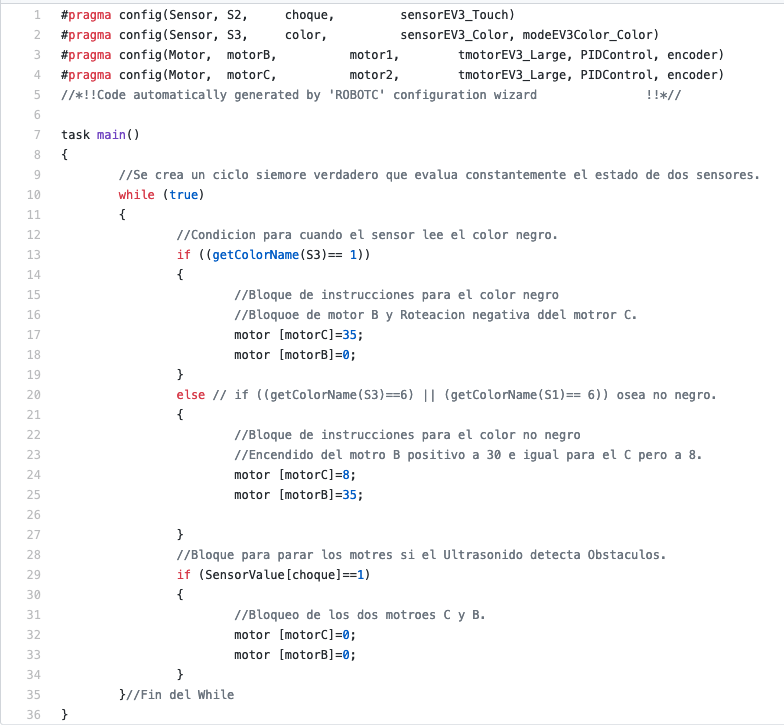 1 #pragma config(Sensor, S2,     choque,         sensorEV3_Touch)
2 #pragma config(Sensor, S3,     color,          sensorEV3_Color, modeEV3Color_Color)
3 #pragma config(Motor,  motorB,          motor1,        tmotorEV3_Large, PIDControl, encoder)
4 #pragma config(Motor,  motorC,          motor2,        tmotorEV3_Large, PIDControl, encoder)
5 //*!!Code automatically generated by 'ROBOTC' configuration wizard               !!*//
6
7 task main()
8 {
9         //Se crea un ciclo siemore verdadero que evalua constantemente el estado de dos sensores.
10         while (true)
11         {
12                 //Condicion para cuando el sensor lee el color negro.
13                 if ((getColorName(S3)== 1))
14                 {
15                         //Bloque de instrucciones para el color negro
16                         //Bloquoe de motor B y Roteacion negativa ddel motror C.
17                         motor [motorC]=35;
18                         motor [motorB]=0;
19                 }
20                 else // if ((getColorName(S3)==6) || (getColorName(S1)== 6)) osea no negro.
21                 {
22                         //Bloque de instrucciones para el color no negro
23                         //Encendido del motro B positivo a 30 e igual para el C pero a 8.
24                         motor [motorC]=8;
25                         motor [motorB]=35;
26
27                 }
28                 //Bloque para parar los motres si el Ultrasonido detecta Obstaculos.
29                 if (SensorValue[choque]==1)
30                 {
31                         //Bloqueo de los dos motroes C y B.
32                         motor [motorC]=0;
33                         motor [motorB]=0;
34                 }
35         }//Fin del While
36 }